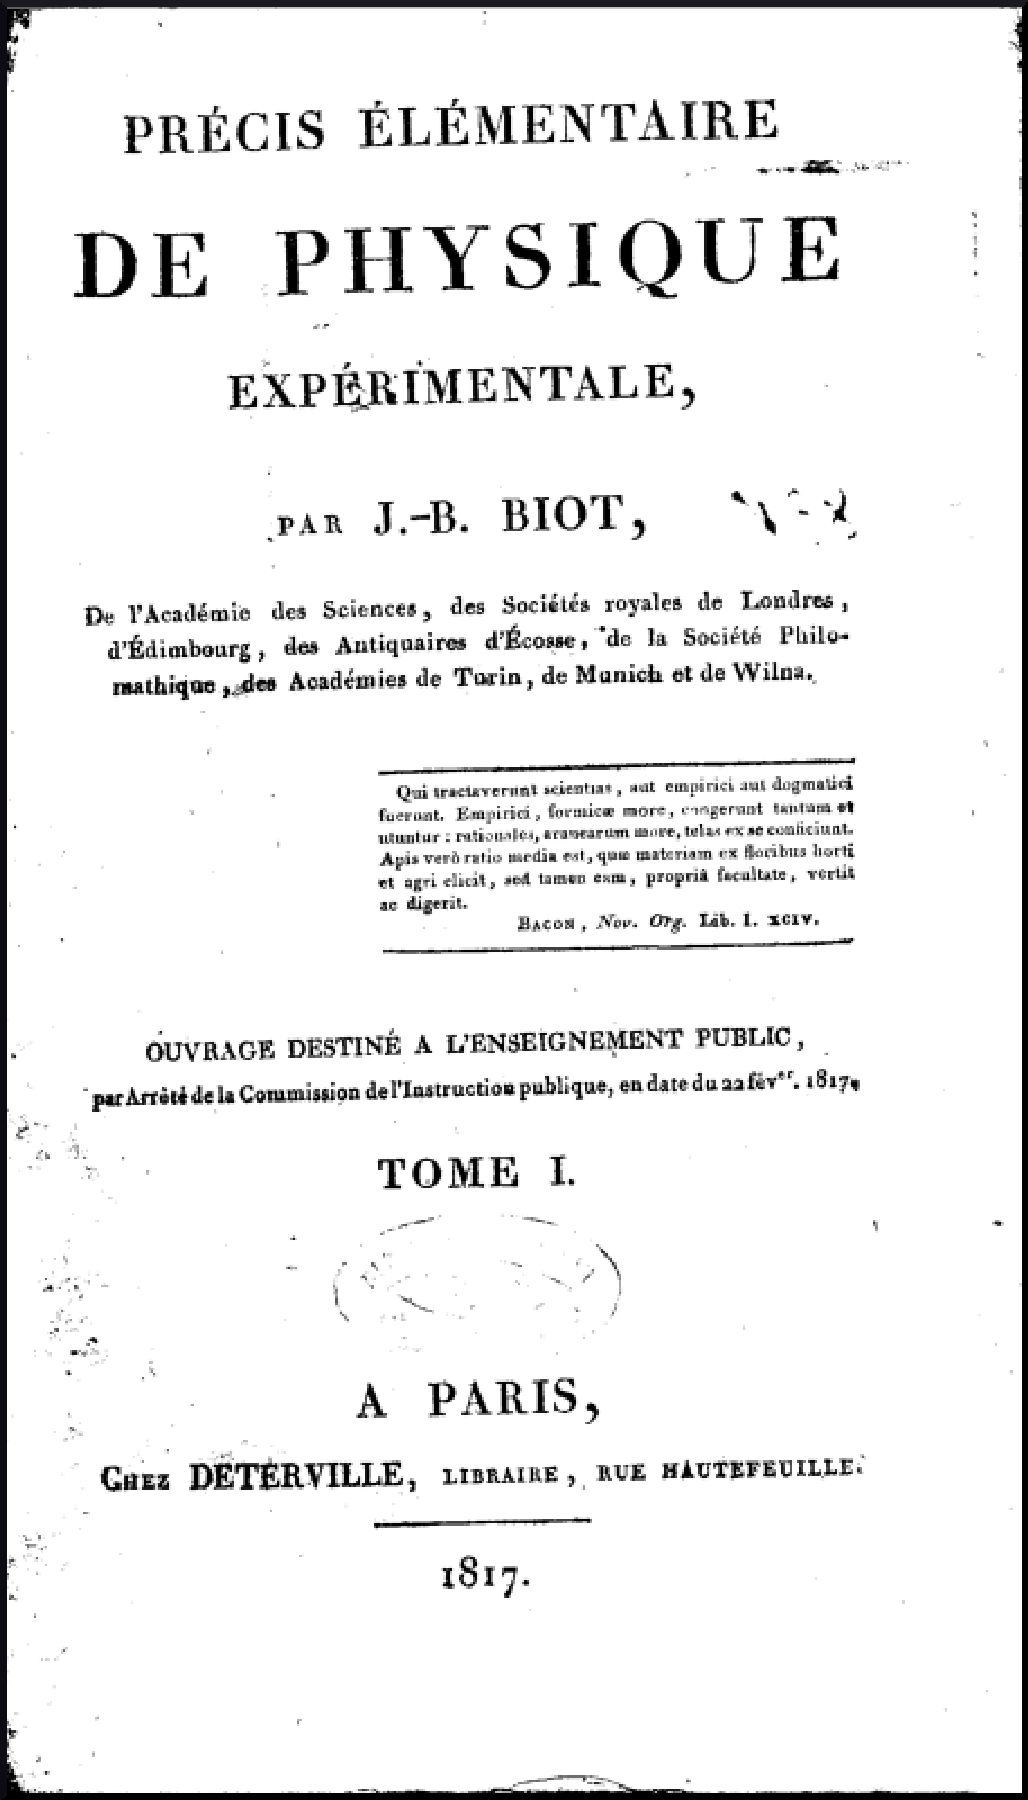 PRÉCIS ÉLÉMENTAIRE
DE PHYSIQUE
EXPÉRIMENTALE,
PAR J.-B. BIOT,
De l'Académie des Sciences, des Sociétés royales de Londres,
d'Édimbourg, des Antiquaires d'Écosse, de la Société Philo-
mathique, des Académies de Turin, de Munich et de Wilna.
Qui tractaverunt scientias, aut empirici aut dogmatici
fuerunt. Empirici, formicæ more, congerunt tantum et
utuntur : rationales, aranearum more, telas ex se conficiunt.
Apis verò ratio media est, quæ materiam ex floribus horti
et agri elicit, sed tamen eam, propriâ facultate, vertit
ac digerit.
BACON, Nov. Org. Lib. I. XCIV.
OUVRAGE DESTINÉ A L'ENSEIGNEMENT PUBLIC,
par Arrêté de la Commission de l'Instruction publique, en date du 22 féver. 1817.
TOME I.
A PARIS,
CHEZ DETERVILLE, LIBRAIRE, RUE HAUTEFEUILLE.
1817.